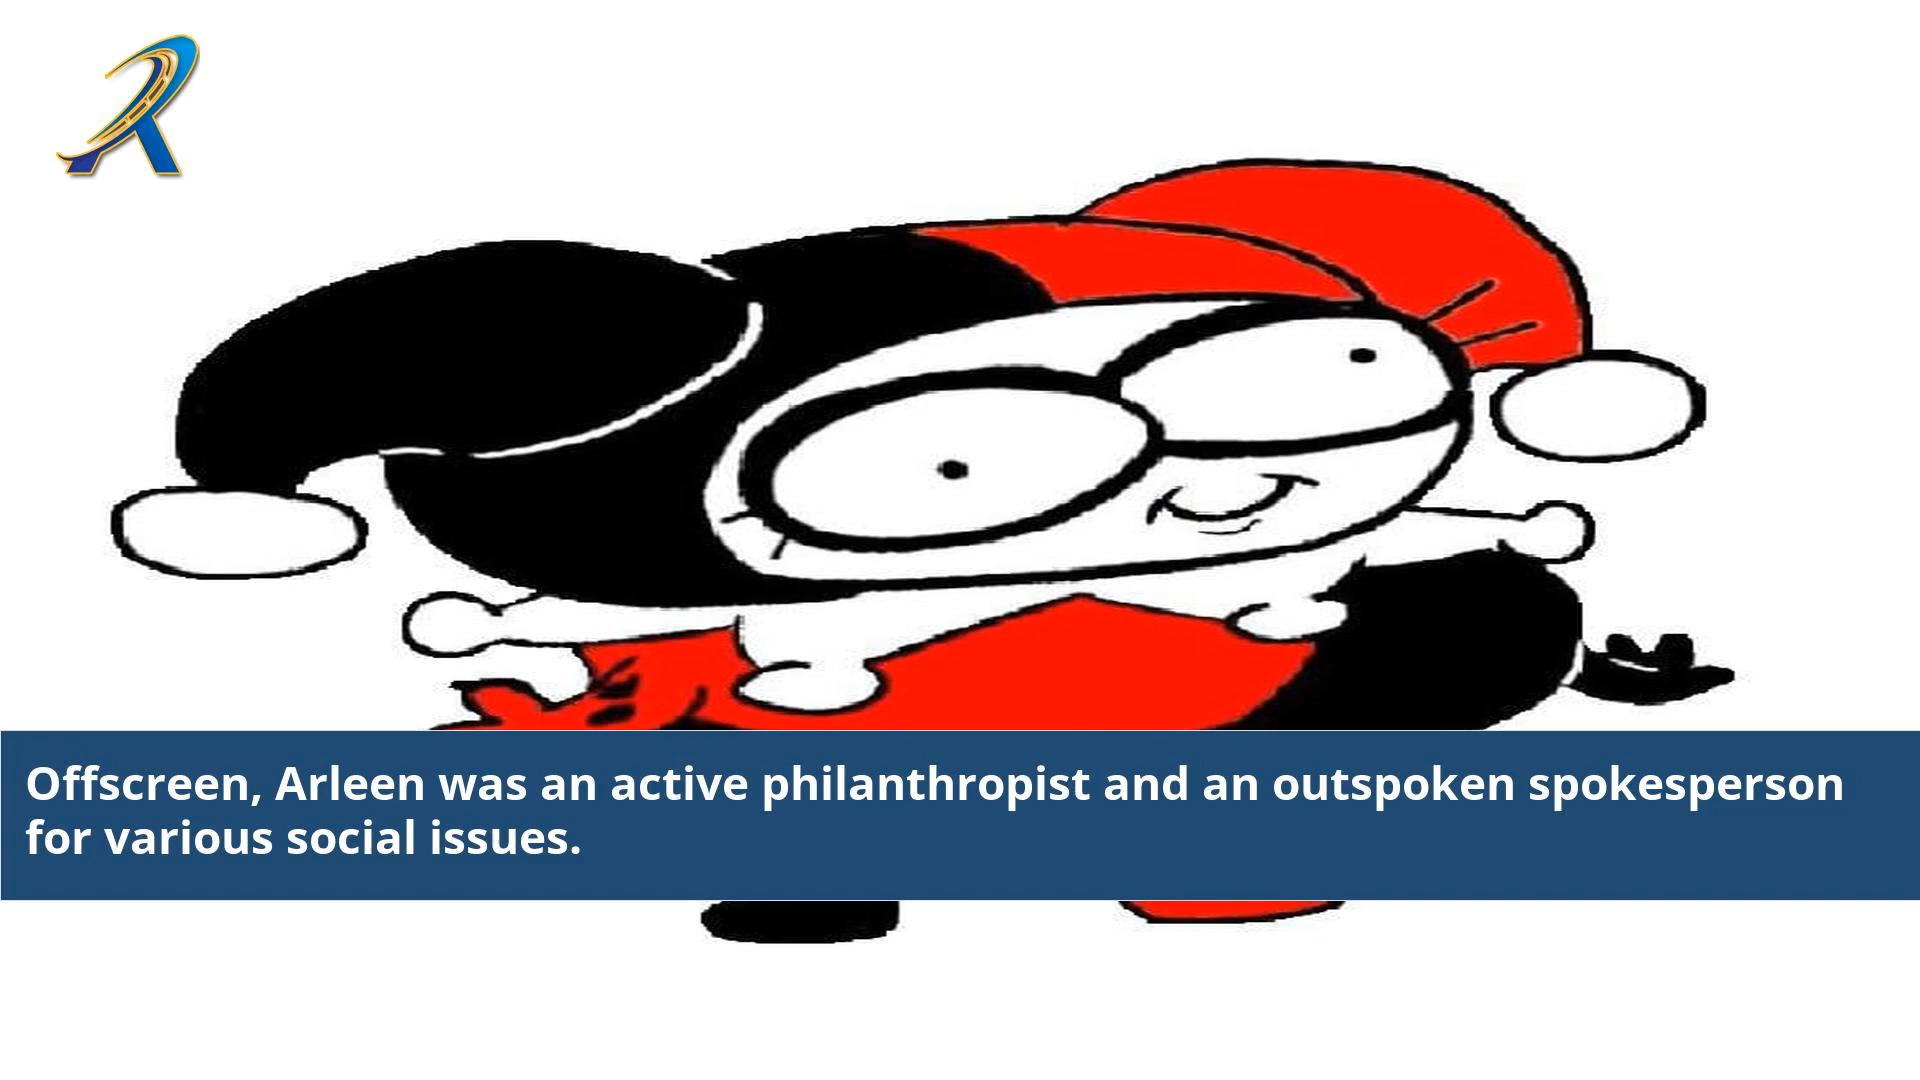 Offscreen, Arleen was an active philanthropist and an outspoken spokesperson
for various social issues.